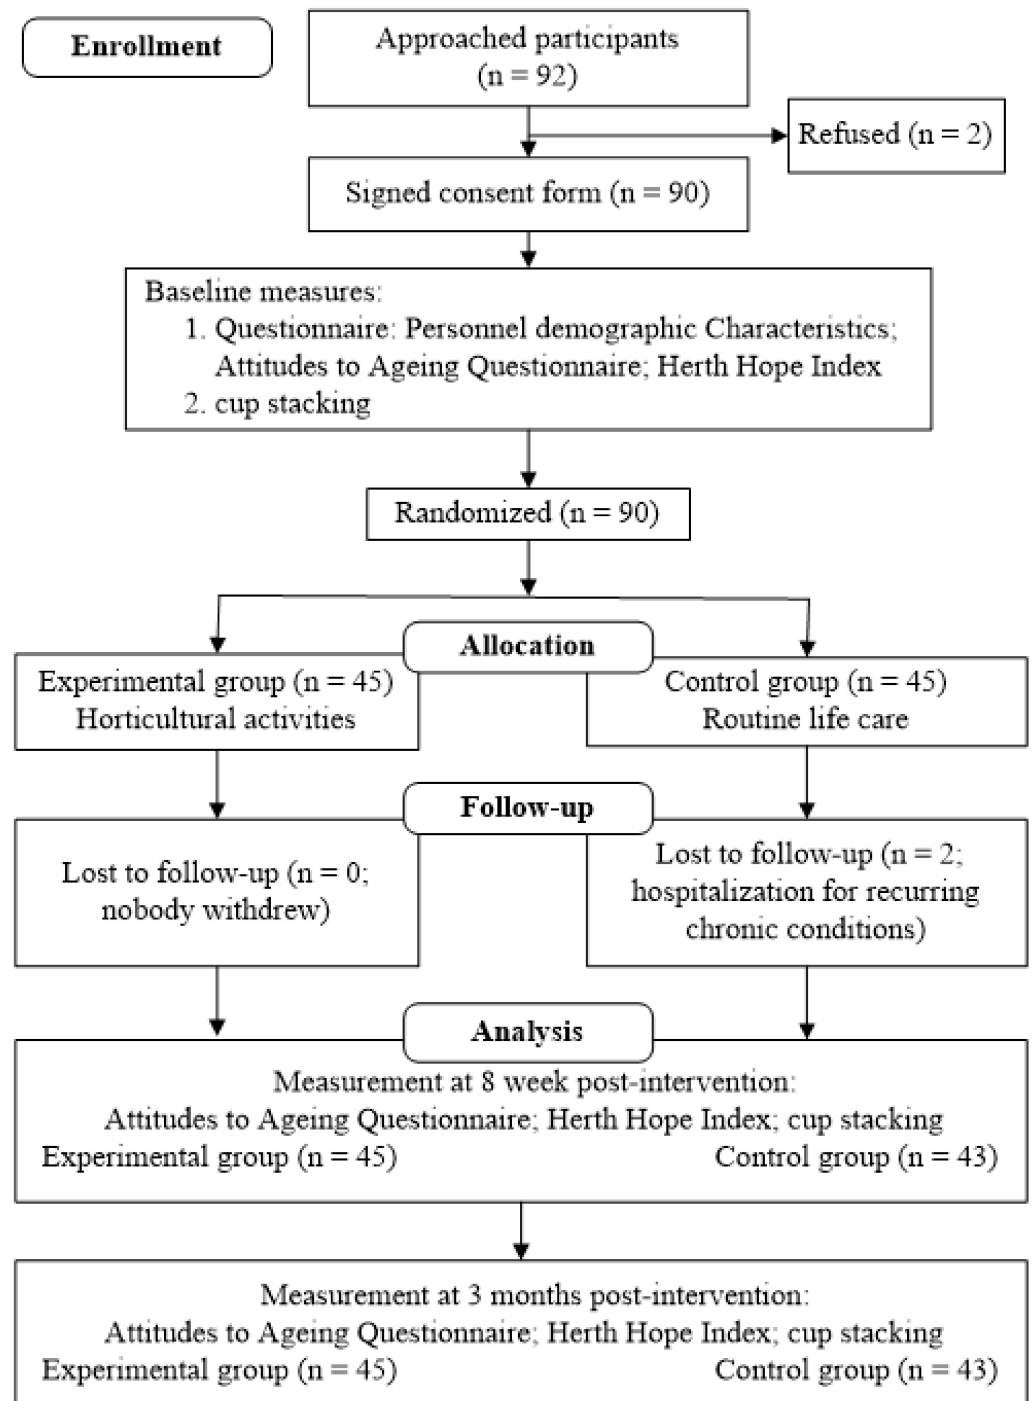 Enrollment
Approached participants
(n = 92)
Refused (n = 2)
Signed consent form (n = 90)
Baseline measures:
1. Questionnaire: Personnel demographic Characteristics;
Attitudes to Ageing Questionnaire; Herth Hope Index
2. cup stacking
Randomized (n = 90)
Allocation
Experimental group (n = 45)
Horticultural activities
Control group (n = 45)
Routine life care
Follow-up
Lost to follow-up (n = 0;
nobody withdrew)
Lost to follow-up (n = 2;
hospitalization for recurring
chronic conditions)
Analysis
Measurement at 8 week post-intervention:
Attitudes to Ageing Questionnaire; Herth Hope Index; cup stacking
Experimental group (n = 45) Control group (n = 43)
Measurement at 3 months post-intervention:
Attitudes to Ageing Questionnaire; Herth Hope Index; cup stacking
Experimental group (n = 45) Control group (n = 43)